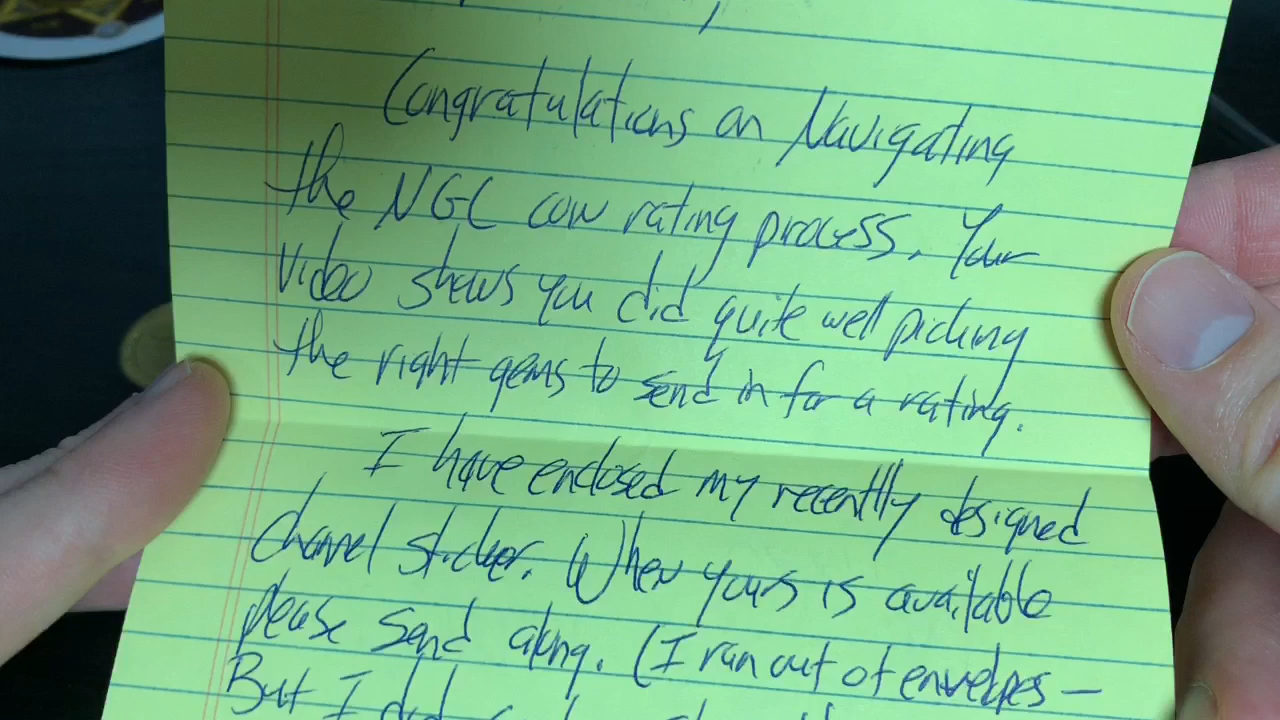 Congratulations on Navigating
the NGC coin rating process. Your
video shows you did quite well picking
the right gems to send in for a rating.
I have enclosed my recently designed
channel sticker. When yours is available
please send along. (I ran out of envelopes —
But I did